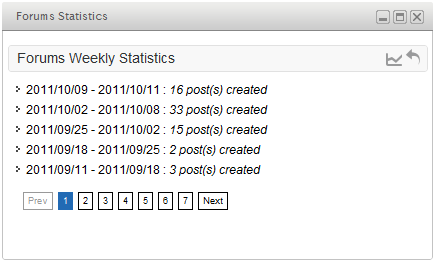 Forums Statistics
Forums Weekly Statistics
2011/10/09 - 2011/10/11 : 16 post(s) created
2011/10/02 - 2011/10/08 : 33 post(s) created
2011/09/25 - 2011/10/02 : 15 post(s) created
2011/09/18 - 2011/09/25 : 2 post(s) created
2011/09/11 - 2011/09/18 : 3 post(s) created
Prev 1 2 3 4 5 6 7 Next